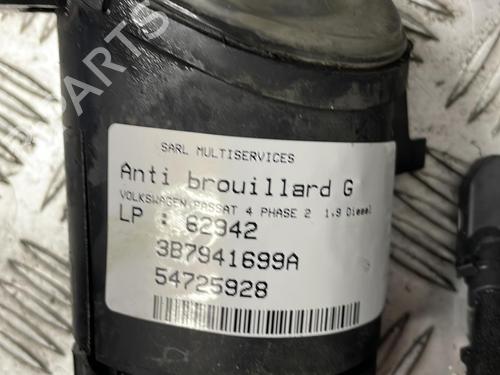 SARL MULTISERVICES
Anti brouillard G
VOLKSWAGEN PASSAT 4 PHASE 2 1.9 Diesel
LP : 62942
3B7941699A
54725928